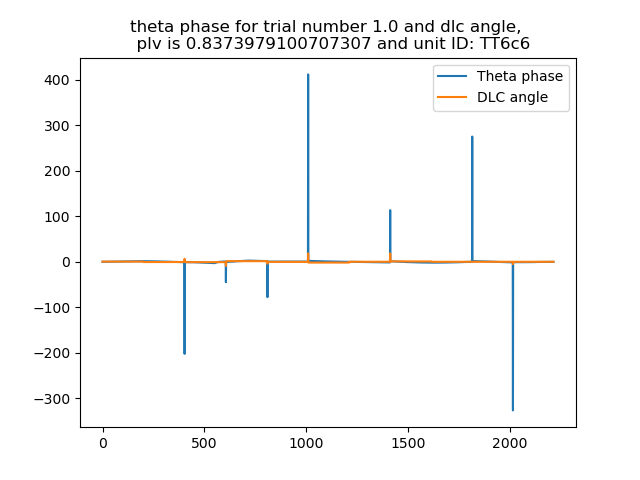 theta phase for trial number 1.0 and dlc angle,
plv is 0.8373979100707307 and unit ID: TT6c6
Theta phase
DLC angle
400
300
200
100
0
−100
−200
−300
0 500 1000 1500 2000